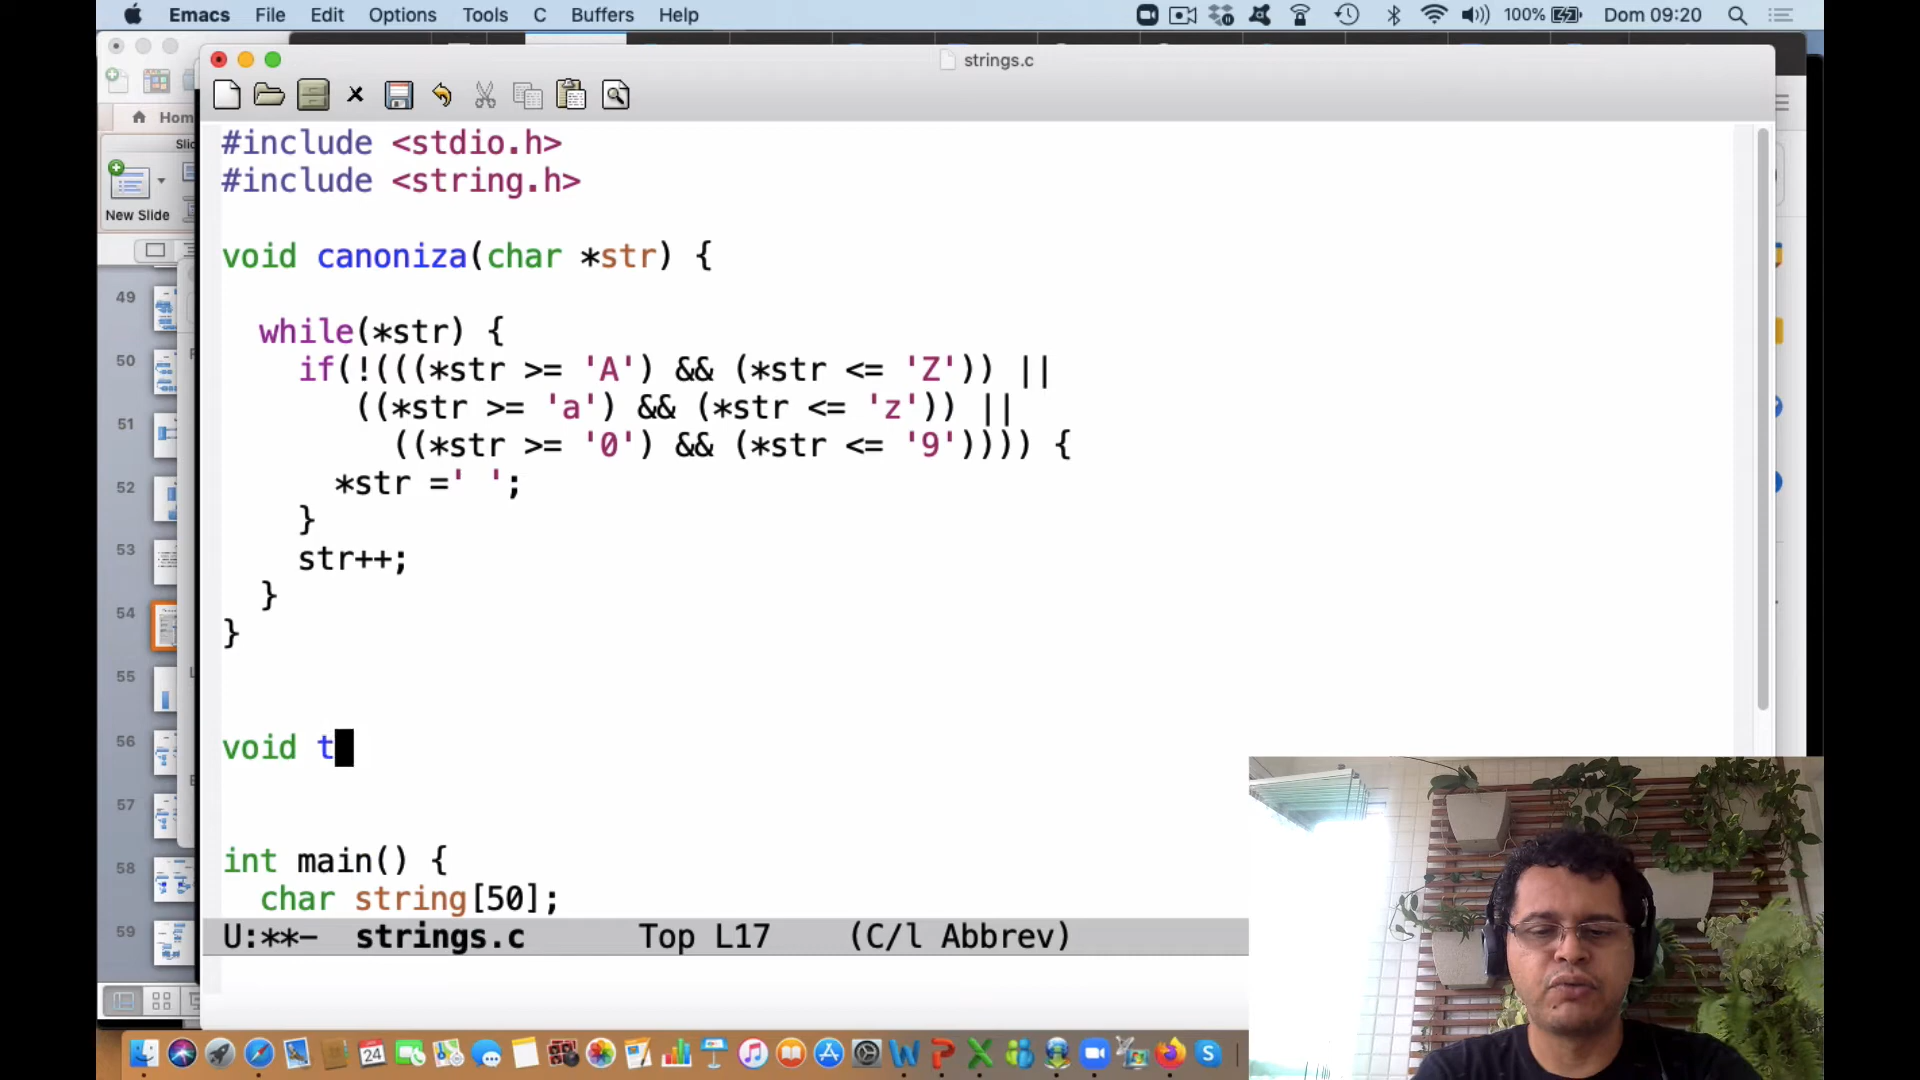 Emacs File Edit Options Tools C Buffers Help 100% Dom 09:20
strings.c
Hom
New Slide
#include <stdio.h>
#include <string.h>
void canoniza(char *str) {
while(*str) {
if(!(((*str >= 'A') && (*str <= 'Z')) ||
((*str >= 'a') && (*str <= 'z')) ||
((*str >= '0') && (*str <= '9')))) {
*str =' ';
}
str++;
}
}
void t
int main() {
char string[50];
U:**- strings.c Top L17 (C/l Abbrev)
49
50
51
52
53
54
55
56
57
58
59
24